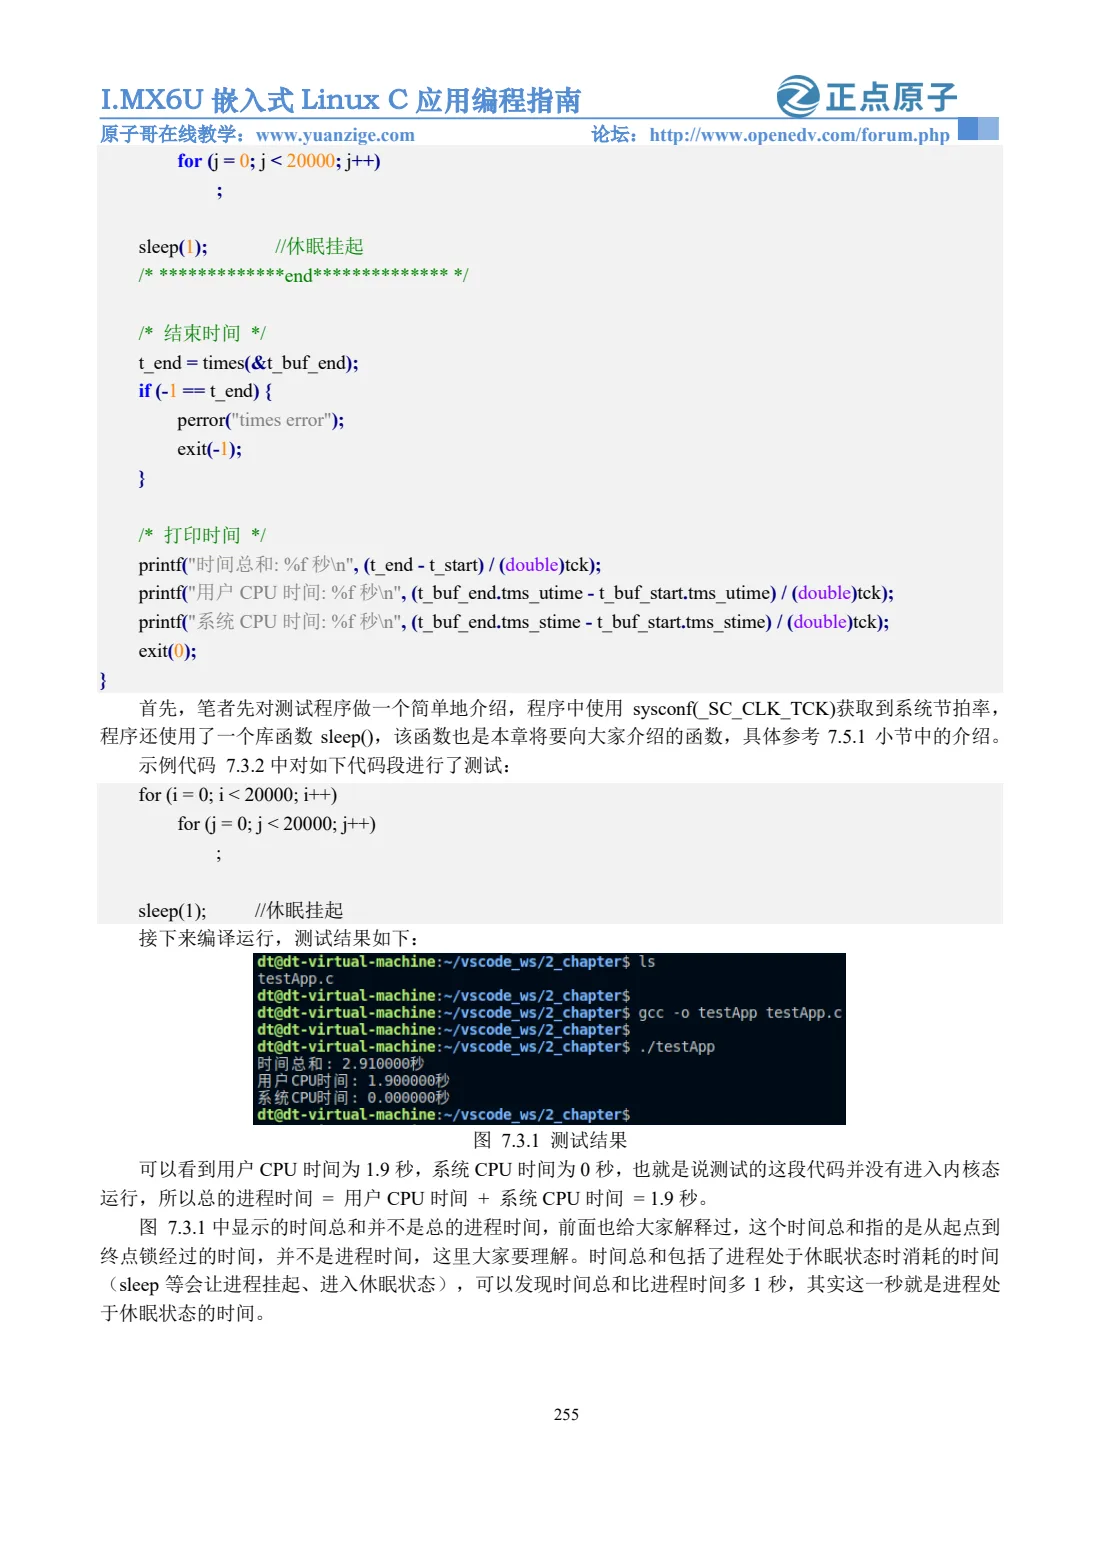 I.MX6U 嵌入式 Linux C 应用编程指南
正点原子
原子哥在线教学：www.yuanzige.com 论坛：http://www.openedv.com/forum.php
for (j = 0; j < 20000; j++)
;
sleep(1); //休眠挂起
/* *************end************** */
/* 结束时间 */
t_end = times(&t_buf_end);
if (-1 == t_end) {
perror("times error");
exit(-1);
}
/* 打印时间 */
printf("时间总和: %f 秒\n", (t_end - t_start) / (double)tck);
printf("用户 CPU 时间: %f 秒\n", (t_buf_end.tms_utime - t_buf_start.tms_utime) / (double)tck);
printf("系统 CPU 时间: %f 秒\n", (t_buf_end.tms_stime - t_buf_start.tms_stime) / (double)tck);
exit(0);
}
首先，笔者先对测试程序做一个简单地介绍，程序中使用 sysconf(_SC_CLK_TCK)获取到系统节拍率，
程序还使用了一个库函数 sleep()，该函数也是本章将要向大家介绍的函数，具体参考 7.5.1 小节中的介绍。
示例代码 7.3.2 中对如下代码段进行了测试：
for (i = 0; i < 20000; i++)
for (j = 0; j < 20000; j++)
;
sleep(1); //休眠挂起
接下来编译运行，测试结果如下：
dt@dt-virtual-machine:~/vscode_ws/2_chapter$ ls
testApp.c
dt@dt-virtual-machine:~/vscode_ws/2_chapter$
dt@dt-virtual-machine:~/vscode_ws/2_chapter$ gcc -o testApp testApp.c
dt@dt-virtual-machine:~/vscode_ws/2_chapter$
dt@dt-virtual-machine:~/vscode_ws/2_chapter$ ./testApp
时间总和: 2.910000秒
用户CPU时间: 1.900000秒
系统CPU时间: 0.000000秒
dt@dt-virtual-machine:~/vscode_ws/2_chapter$
图 7.3.1 测试结果
可以看到用户 CPU 时间为 1.9 秒，系统 CPU 时间为 0 秒，也就是说测试的这段代码并没有进入内核态
运行，所以总的进程时间 = 用户 CPU 时间 + 系统 CPU 时间 = 1.9 秒。
图 7.3.1 中显示的时间总和并不是总的进程时间，前面也给大家解释过，这个时间总和指的是从起点到
终点锁经过的时间，并不是进程时间，这里大家要理解。时间总和包括了进程处于休眠状态时消耗的时间
（sleep 等会让进程挂起、进入休眠状态），可以发现时间总和比进程时间多 1 秒，其实这一秒就是进程处
于休眠状态的时间。
255